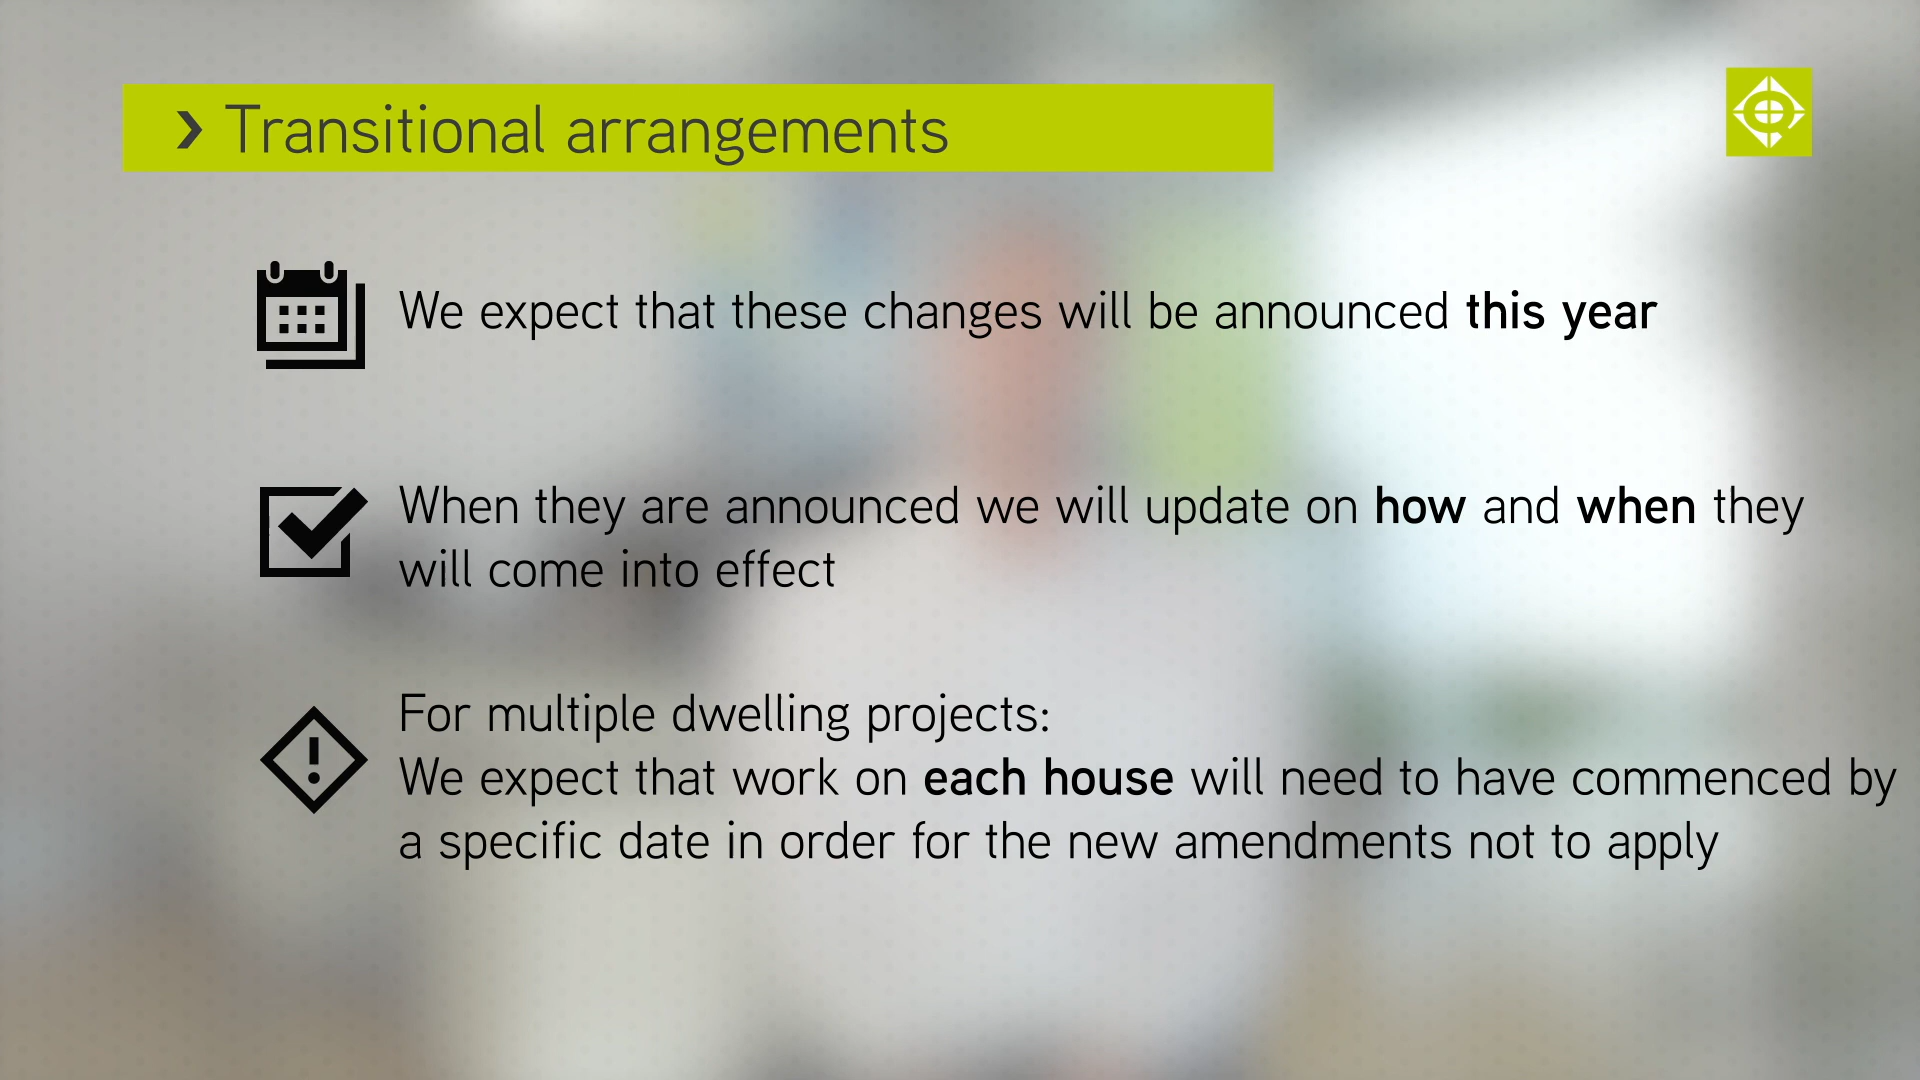 Transitional arrangements
We expect that these changes will be announced this year
When they are announced we will update on how and when they
will come into effect
For multiple dwelling projects:
We expect that work on each house will need to have commenced by
a specific date in order for the new amendments not to apply